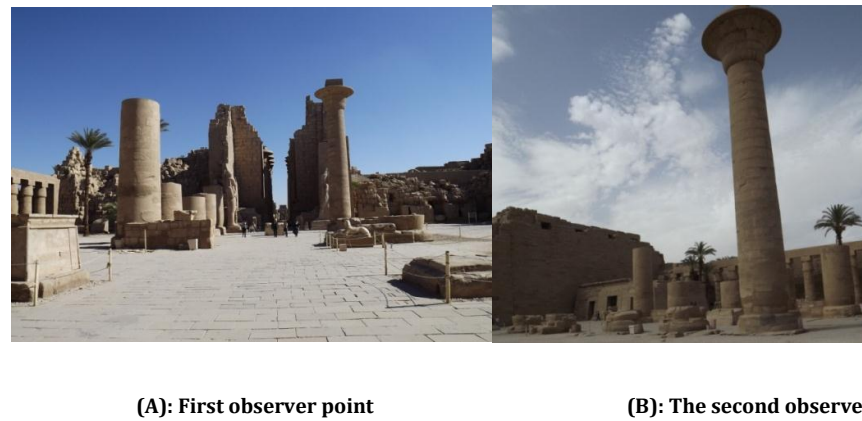 (A): First observer point
(B): The second observe